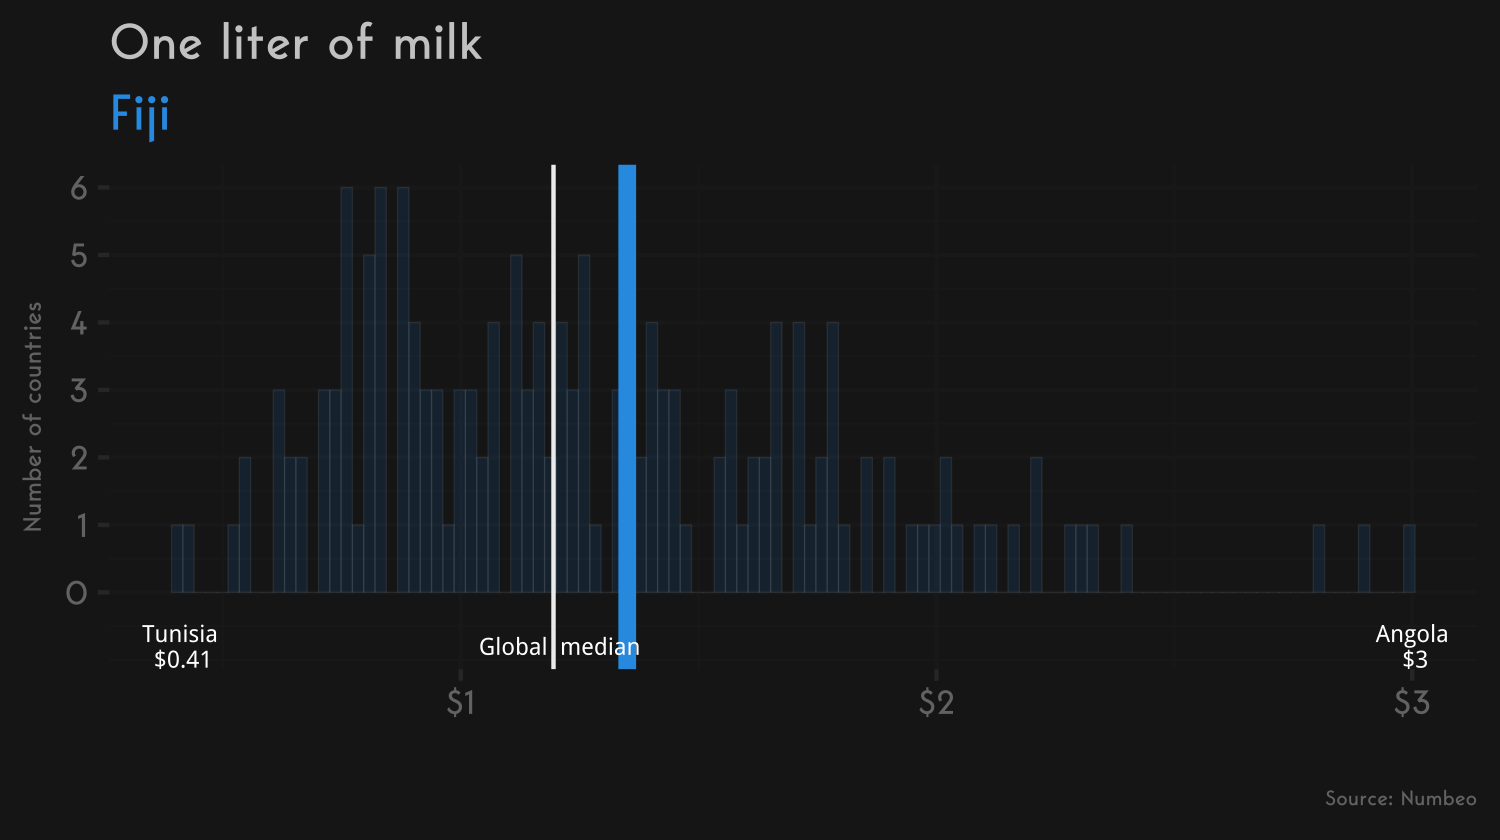 One liter of milk
Fiji
Number of countries
6
5
4
3
2
1
0
Tunisia
$0.41
Global median
Angola
$3
$1
$2
$3
Source: Numbeo